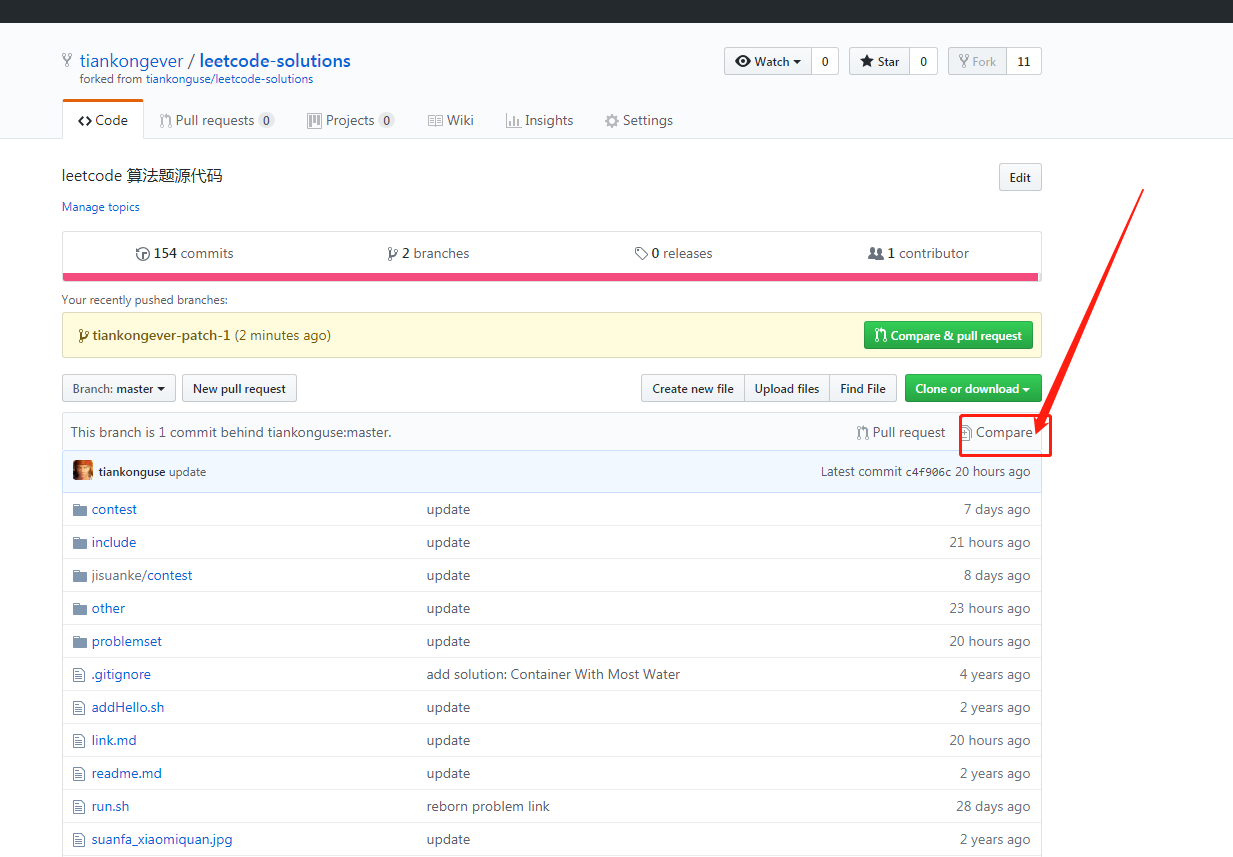 tiankongever / leetcode-solutions
forked from tiankonguse/leetcode-solutions
Watch 0 Star 0 Fork 11
Code Pull requests 0 Projects 0 Wiki Insights Settings
leetcode 算法题源代码 Edit
Manage topics
154 commits 2 branches 0 releases 1 contributor
Your recently pushed branches:
tiankongever-patch-1 (2 minutes ago) Compare & pull request
Branch: master New pull request Create new file Upload files Find File Clone or download
This branch is 1 commit behind tiankonguse:master. Pull request Compare
tiankonguse update Latest commit c4f906c 20 hours ago
contest update 7 days ago
include update 21 hours ago
jisuanke/contest update 8 days ago
other update 23 hours ago
problemset update 20 hours ago
.gitignore add solution: Container With Most Water 4 years ago
addHello.sh update 2 years ago
link.md update 20 hours ago
readme.md update 2 years ago
run.sh reborn problem link 28 days ago
suanfa_xiaomiquan.jpg update 2 years ago